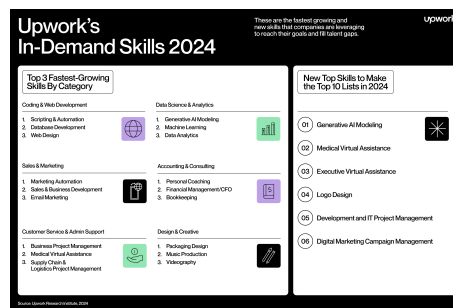 Upwork's
In-Demand Skills 2024
These are the fastest growing and
new skills that companies are leveraging
to reach their goals and fill talent gaps.
upwork
Top 3 Fastest-Growing
Skills By Category
Coding & Web Development
1. Scripting & Automation
2. Database Development
3. Web Design
Data Science & Analytics
1. Generative AI Modeling
2. Machine Learning
3. Data Analytics
Sales & Marketing
1. Marketing Automation
2. Sales & Business Development
3. Email Marketing
Accounting & Consulting
1. Personal Coaching
2. Financial Management/CFO
3. Bookkeeping
Customer Service & Admin Support
1. Business Project Management
2. Medical Virtual Assistance
3. Supply Chain &
Logistics Project Management
Design & Creative
1. Packaging Design
2. Music Production
3. Videography
New Top Skills to Make
the Top 10 Lists in 2024
01 Generative AI Modeling
02 Medical Virtual Assistance
03 Executive Virtual Assistance
04 Logo Design
05 Development and IT Project Management
06 Digital Marketing Campaign Management
Source: Upwork Research Institute, 2024